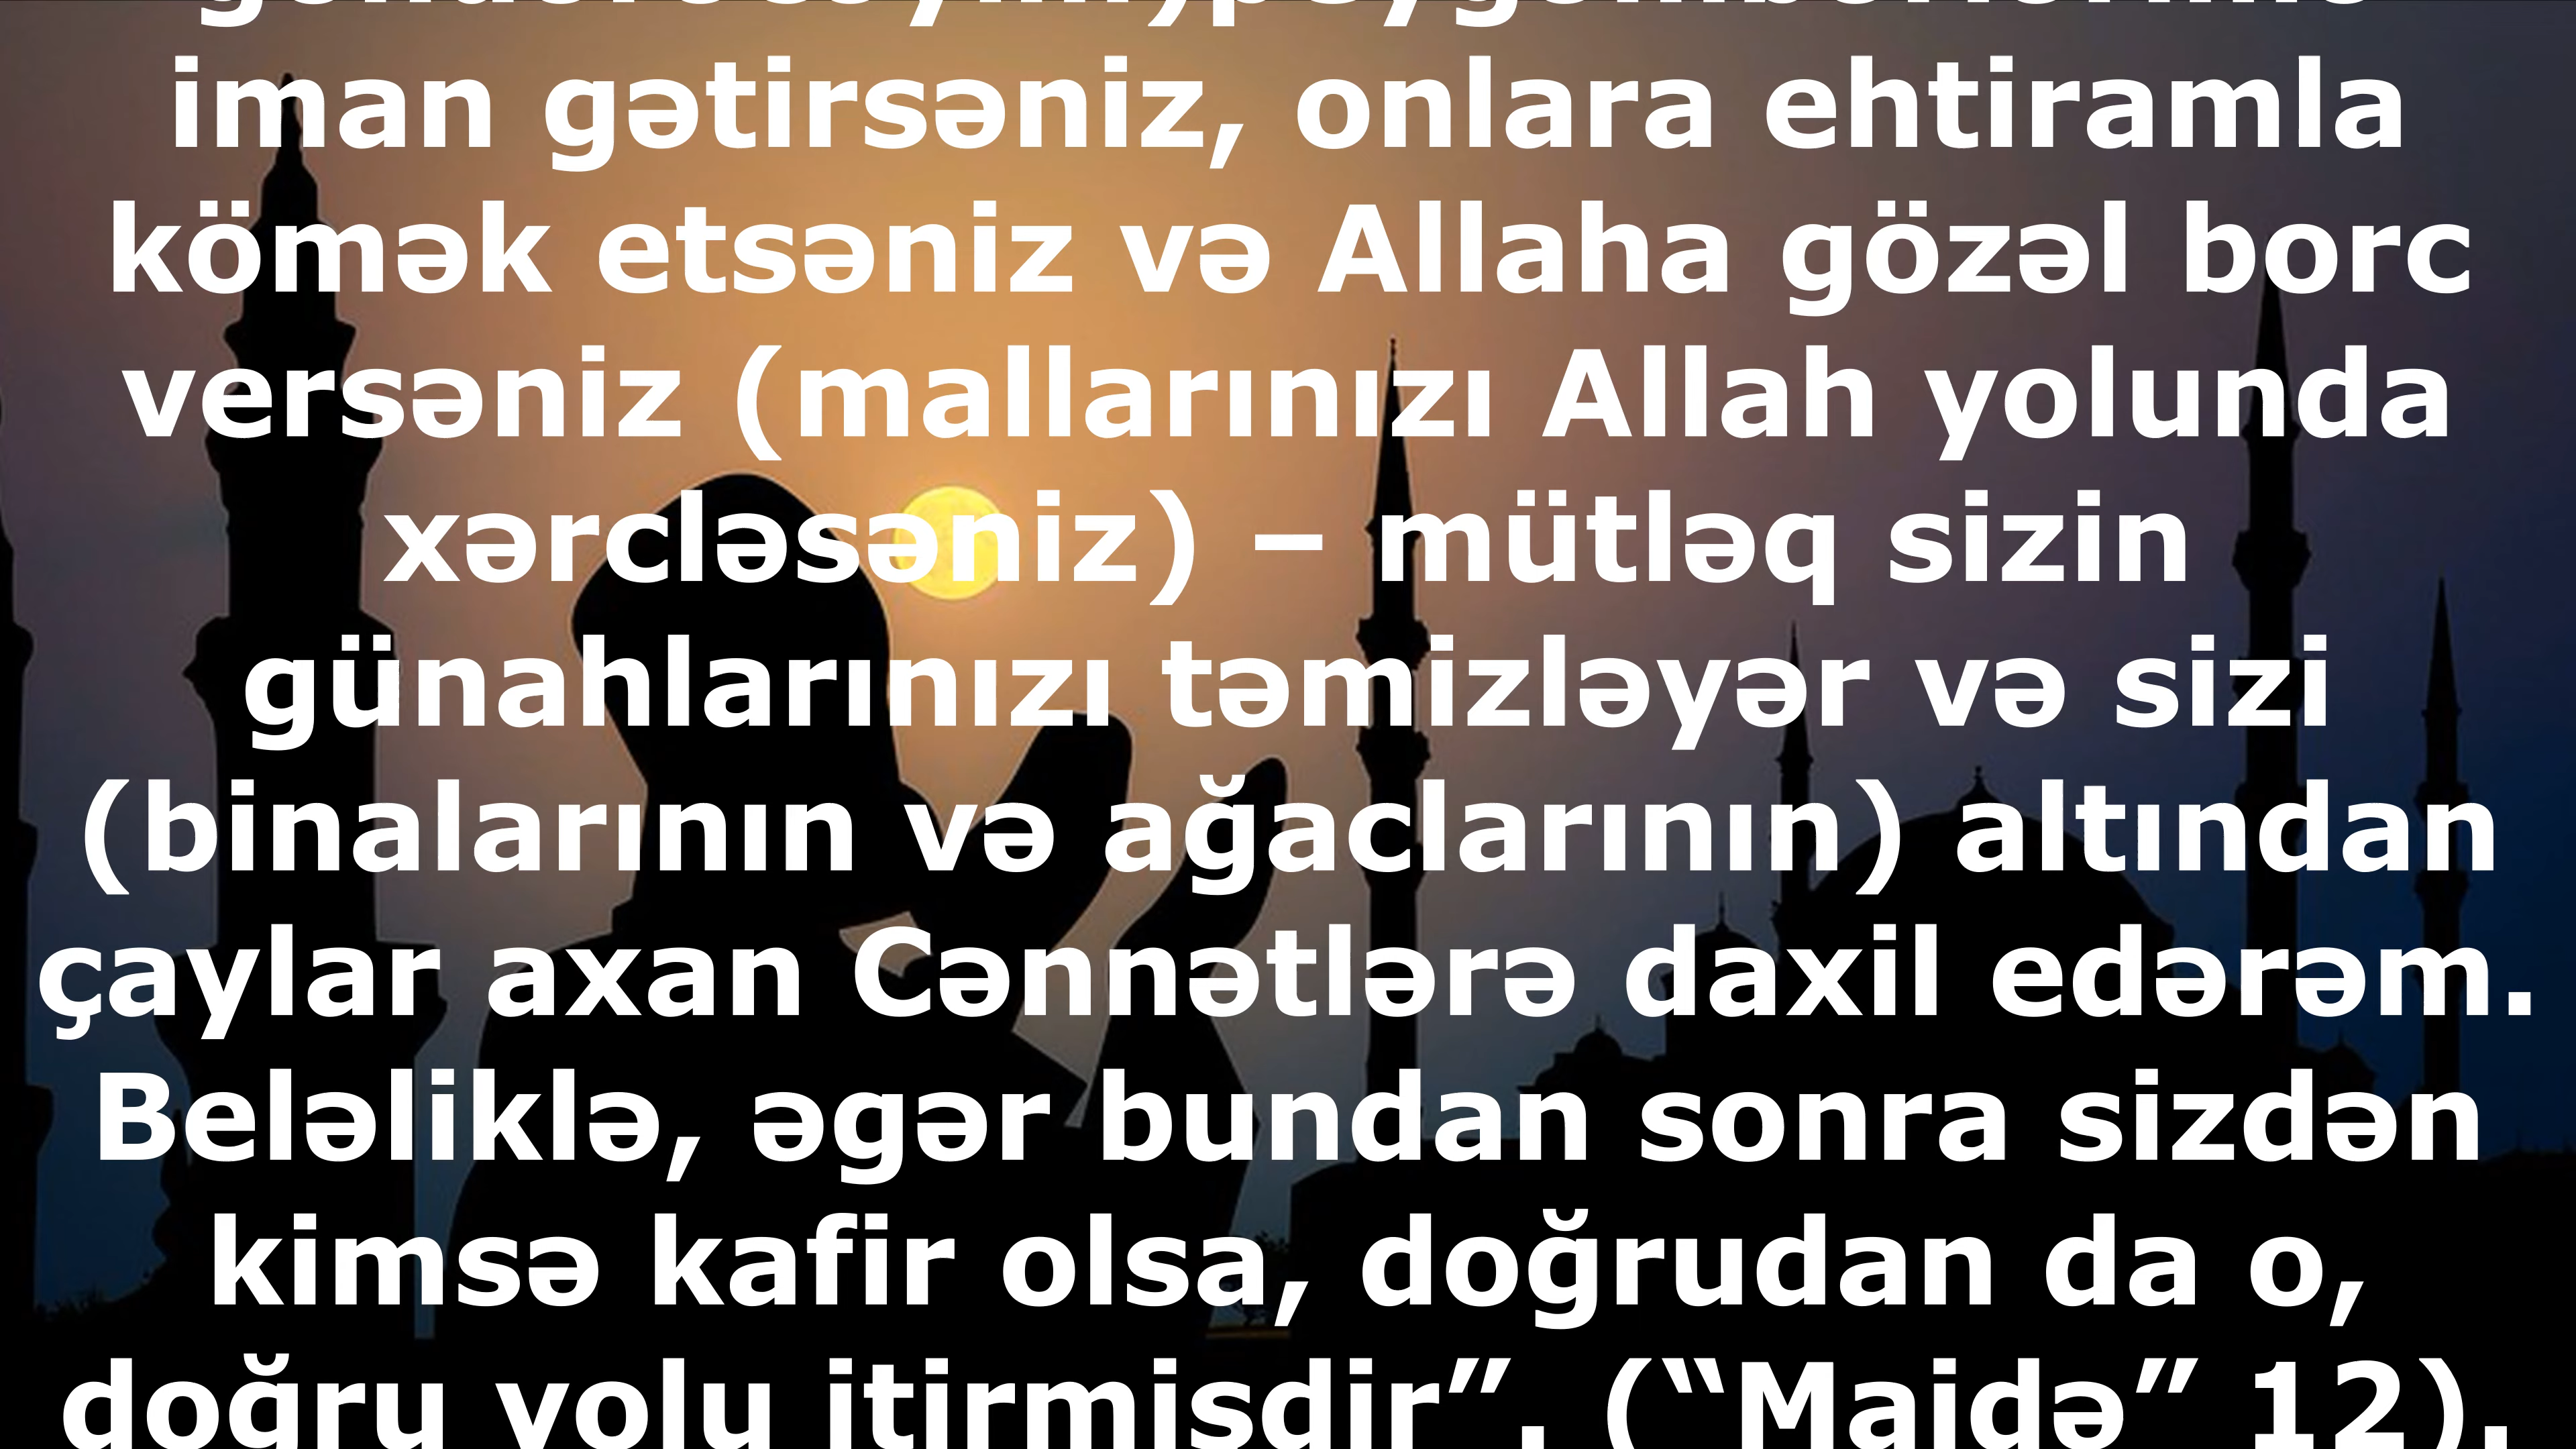 iman gətirsəniz, onlara ehtiramla
kömək etsəniz və Allaha gözəl borc
versəniz (mallarınızı Allah yolunda
xərcləsəniz) – mütləq sizin
günahlarınızı təmizləyər və sizi
(binalarının və ağaclarının) altından
çaylar axan Cənnətlərə daxil edərəm.
Beləliklə, əgər bundan sonra sizdən
kimsə kafir olsa, doğrudan da o,
doğru yolu itirmişdir”. (“Maidə” 12).